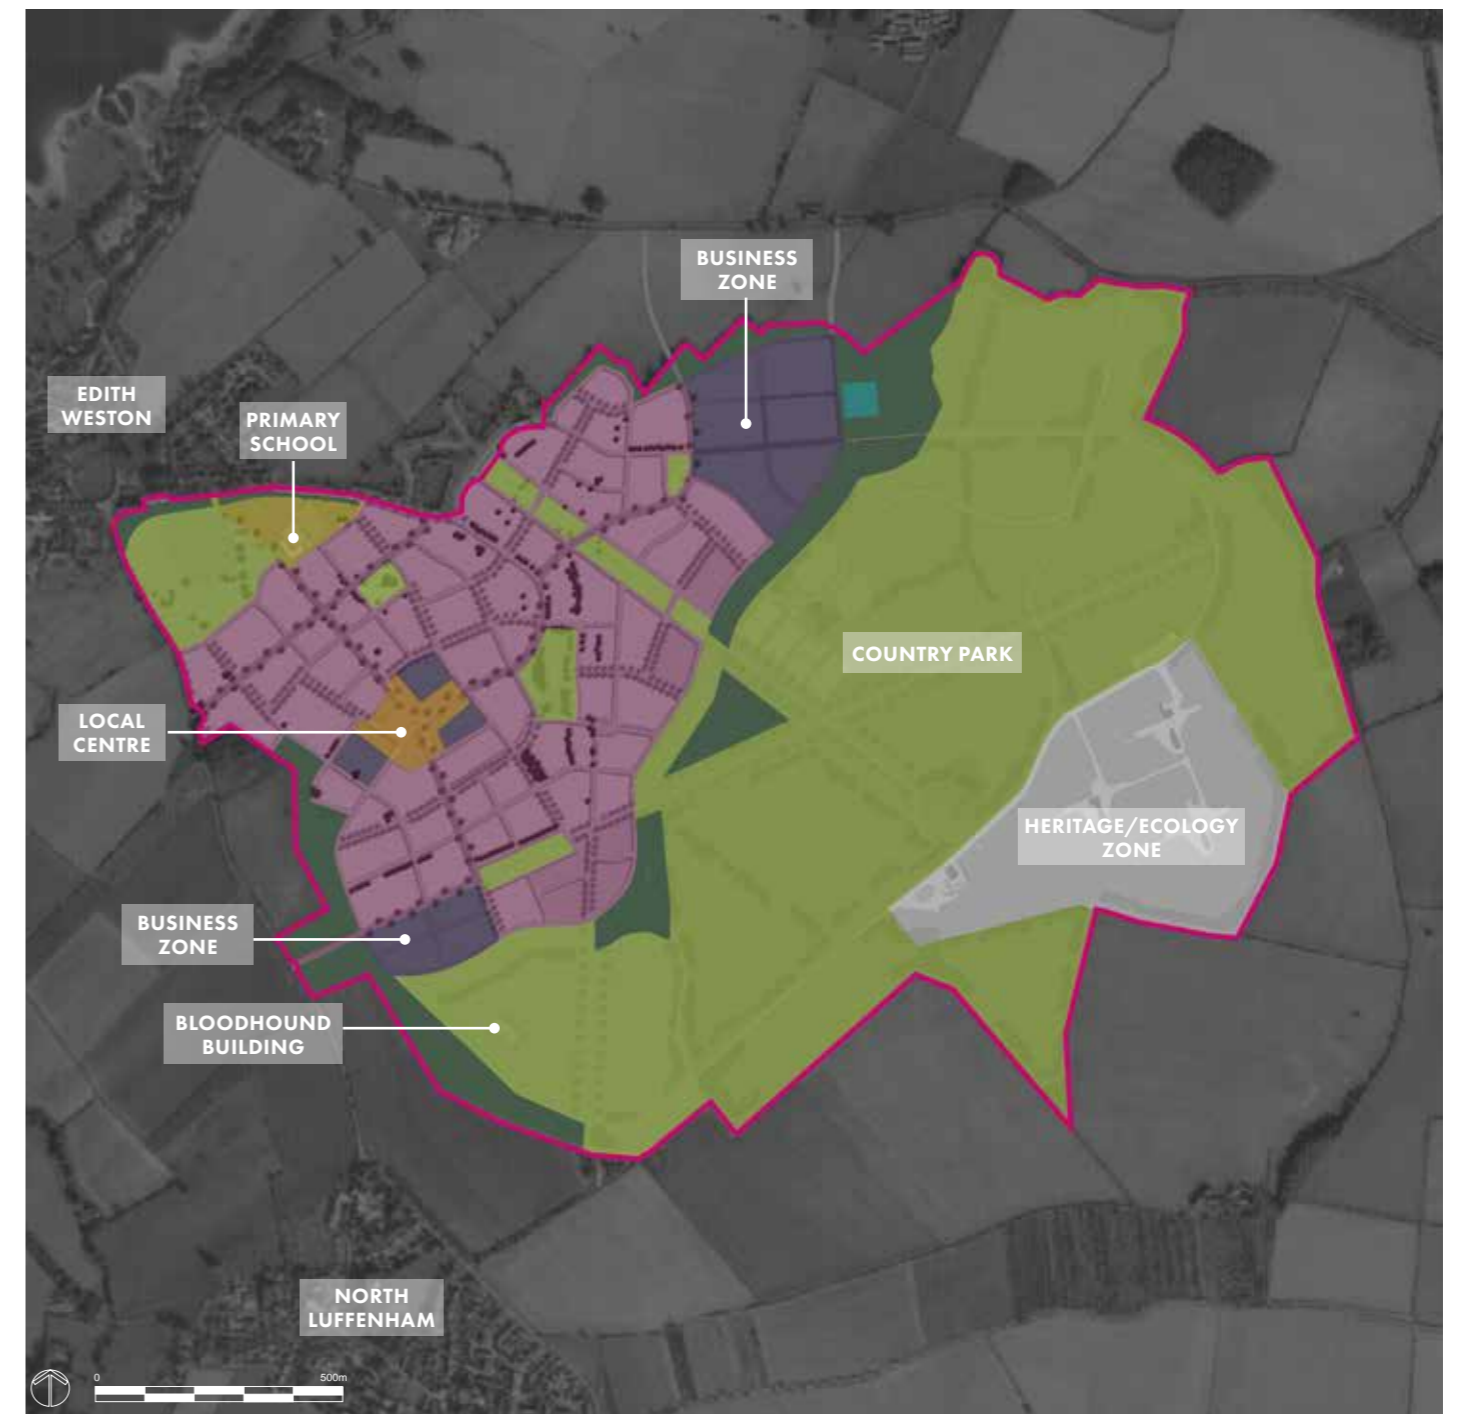 BUSINESS
ZONE
EDITH
WESTON
PRIMARY
SCHOOL
COUNTRY PARK
LOCAL
CENTRE
HERITAGE/ECOLOGY
ZONE
BUSINESS
ZONE
BLOODHOUND
BUILDING
NORTH
LUFFENHAM
0 500m